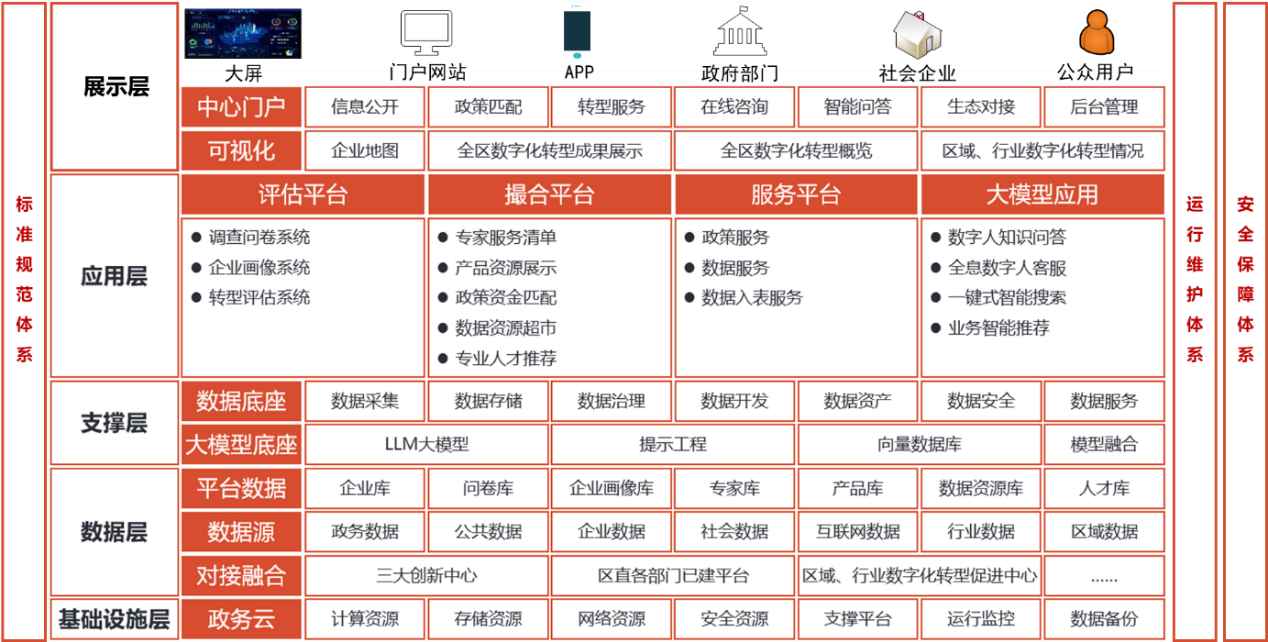 标准规范体系
展示层
大屏
门户网站
APP
政府部门
社会企业
公众用户
中心门户
信息公开
政策匹配
转型服务
在线咨询
智能问答
生态对接
后台管理
可视化
企业地图
全区数字化转型成果展示
全区数字化转型概览
区域、行业数字化转型情况
应用层
评估平台
撮合平台
服务平台
大模型应用
● 调查问卷系统
● 企业画像系统
● 转型评估系统
● 专家服务清单
● 产品资源展示
● 政策资金匹配
● 数据资源超市
● 专业人才推荐
● 政策服务
● 数据服务
● 数据入表服务
● 数字人知识问答
● 全息数字人客服
● 一键式智能搜索
● 业务智能推荐
支撑层
数据底座
数据采集
数据存储
数据治理
数据开发
数据资产
数据安全
数据服务
大模型底座
LLM大模型
提示工程
向量数据库
模型融合
数据层
平台数据
企业库
问卷库
企业画像库
专家库
产品库
数据资源库
人才库
数据源
政务数据
公共数据
企业数据
社会数据
互联网数据
行业数据
区域数据
对接融合
三大创新中心
区直各部门已建平台
区域、行业数字化转型促进中心
......
基础设施层
政务云
计算资源
存储资源
网络资源
安全资源
支撑平台
运行监控
数据备份
运行维护体系
安全保障体系